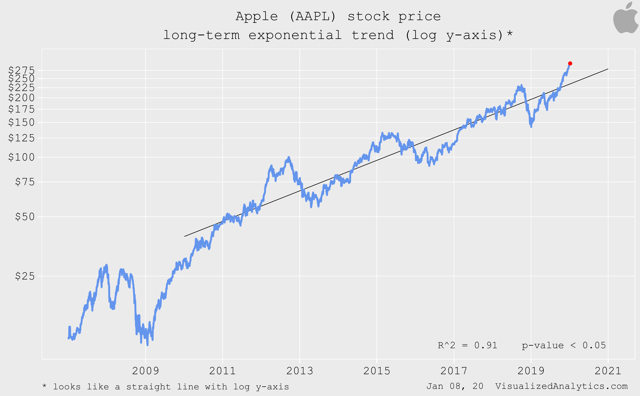 Apple (AAPL) stock price
long-term exponential trend (log y-axis)*
$275
$250
$225
$200
$175
$150
$125
$100
$75
$50
$25
R^2 = 0.91 p-value < 0.05
2009 2011 2013 2015 2017 2019 2021
* looks like a straight line with log y-axis Jan 08, 20 VisualizedAnalytics.com